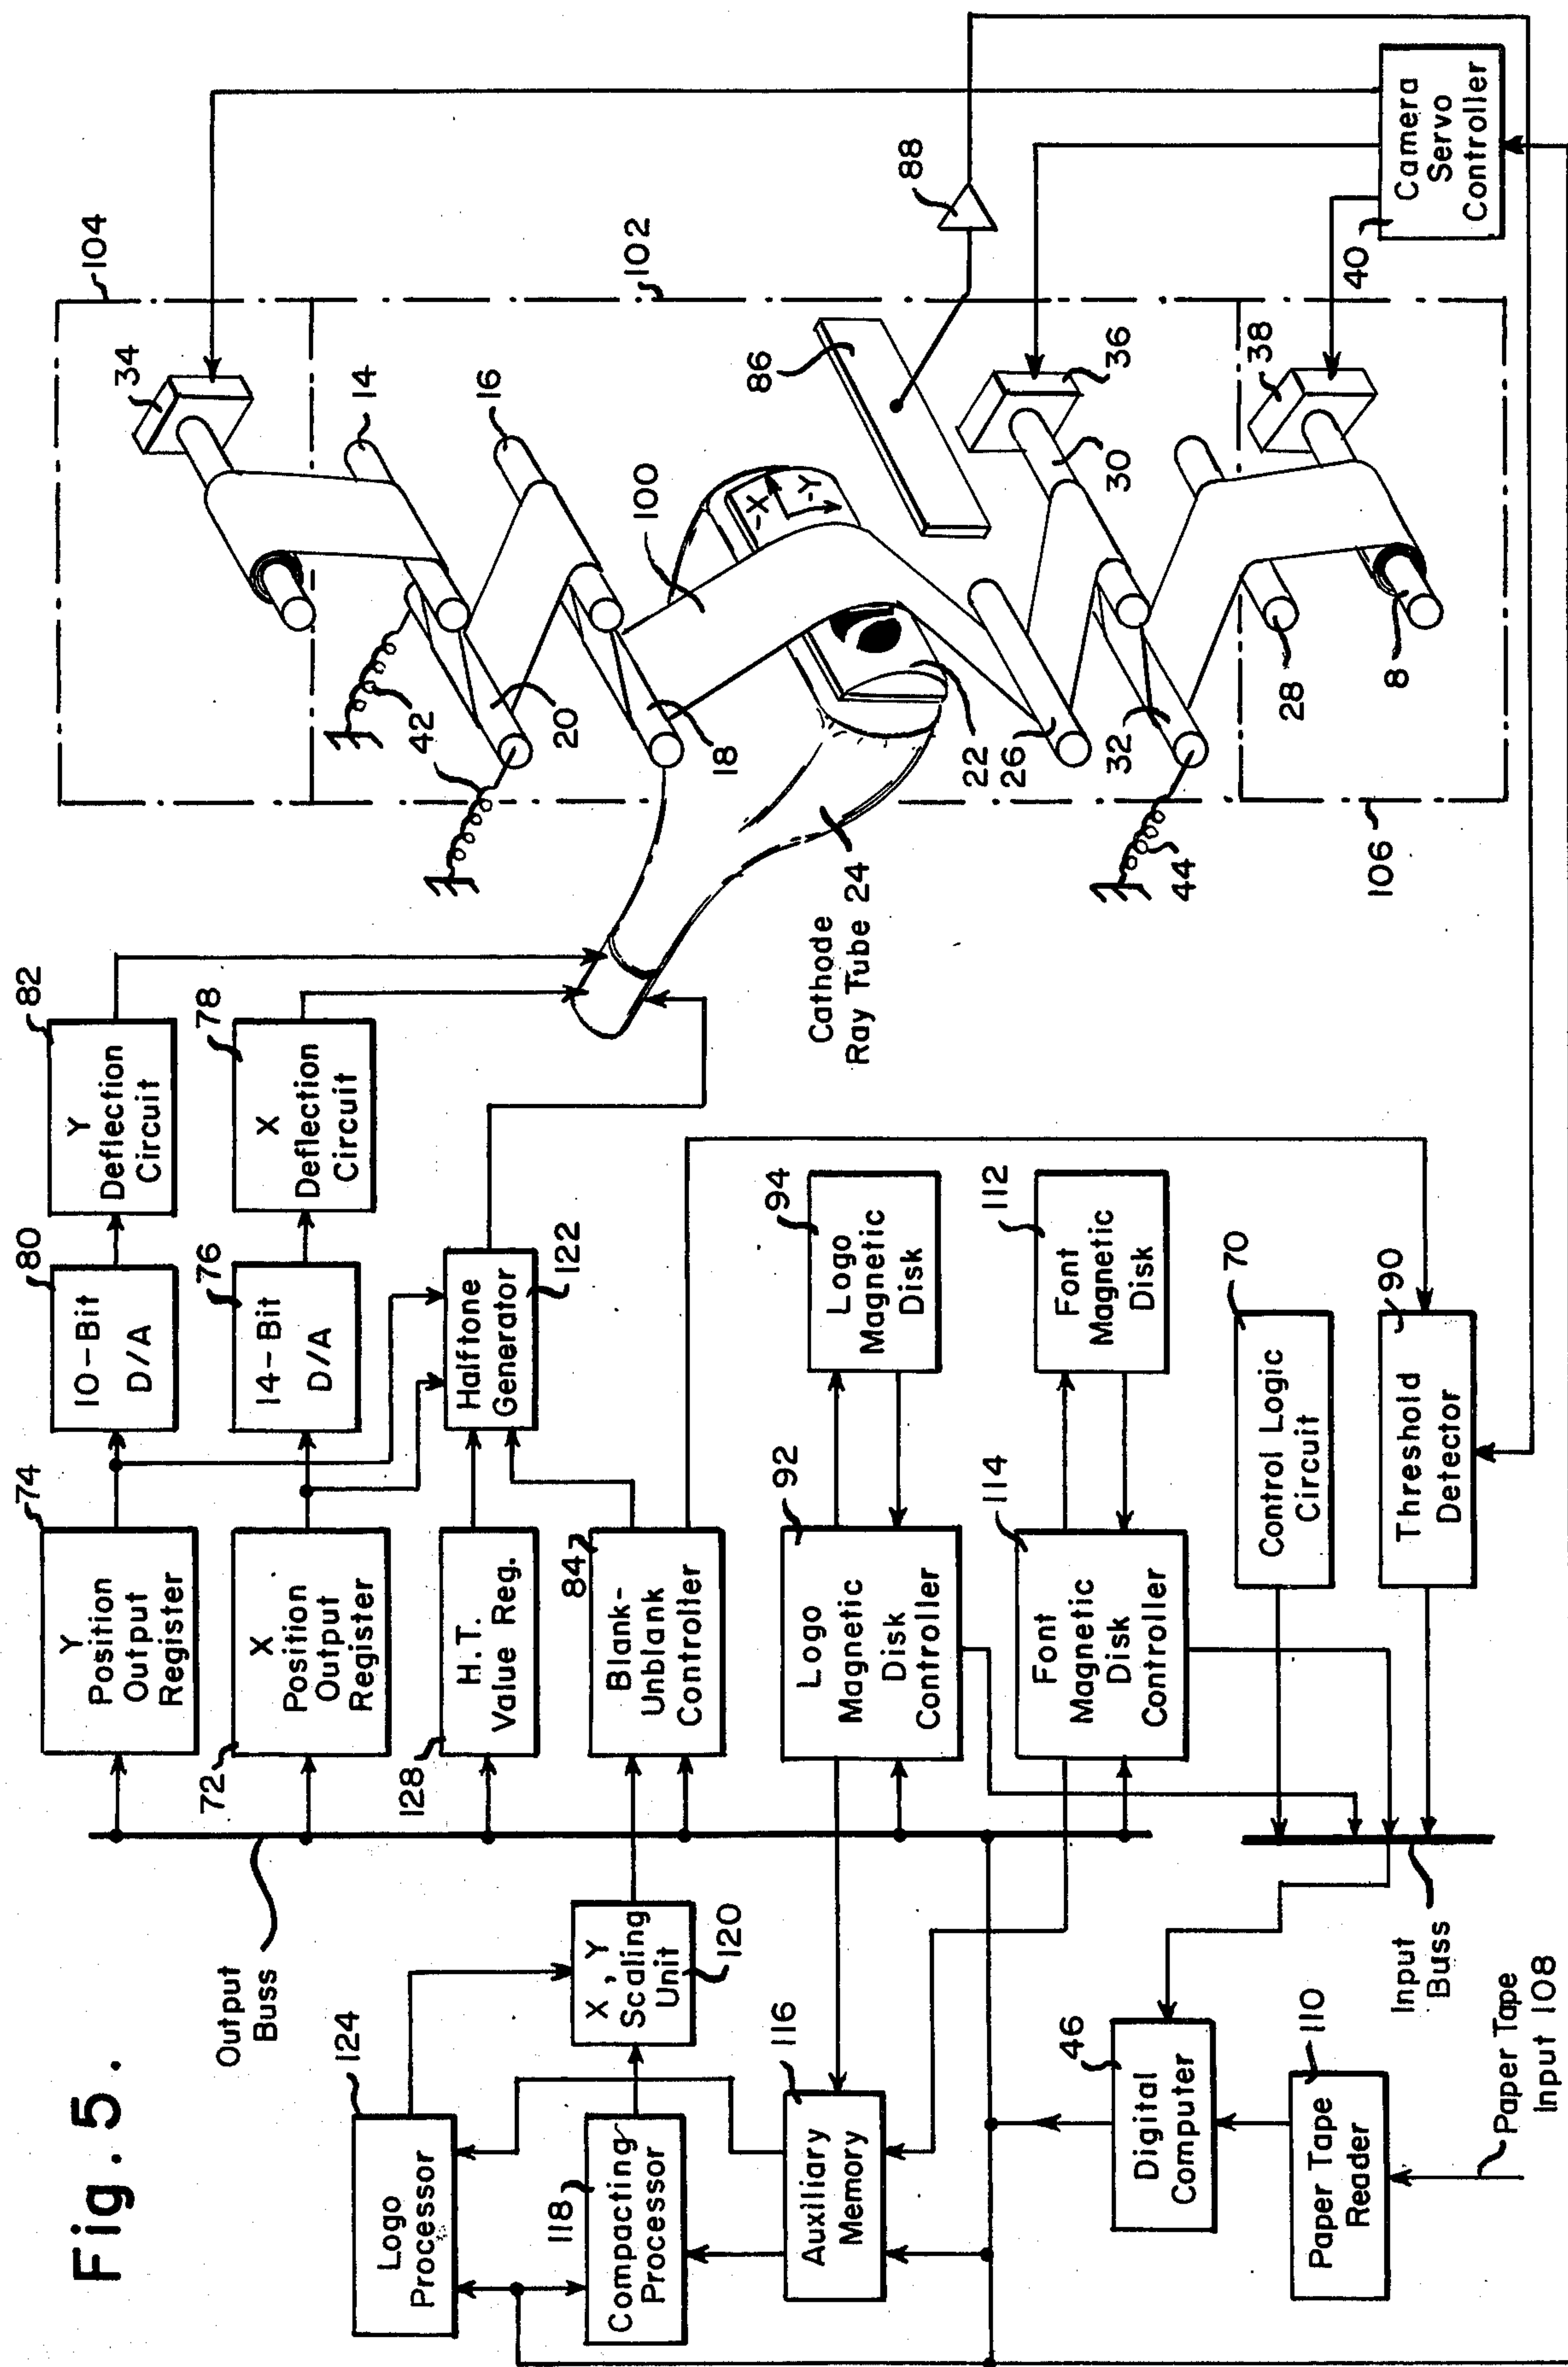 Fig. 5.
Logo
Processor
124
Compacting
Processor
118
X, Y
Scaling
Unit
120
Auxiliary
Memory
116
Digital
Computer
46
Paper Tape
Reader
110
Paper Tape
Input 108
Output
Buss
Input
Buss
Y
Position
Output
Register
74
X
Position
Output
Register
72
H.T.
Value Reg.
128
Blank-
Unblank
Controller
84
Logo
Magnetic
Disk
Controller
92
Font
Magnetic
Disk
Controller
114
Control Logic
Circuit
70
Threshold
Detector
90
10-Bit
D/A
80
14-Bit
D/A
76
Halftone
Generator
122
Logo
Magnetic
Disk
94
Font
Magnetic
Disk
112
Y
Deflection
Circuit
82
X
Deflection
Circuit
78
Cathode
Ray Tube 24
104
34
14
42
20
16
18
100
102
-X
-Y
22
26
86
88
30
36
32
44
106
28
38
8
40
Camera
Servo
Controller